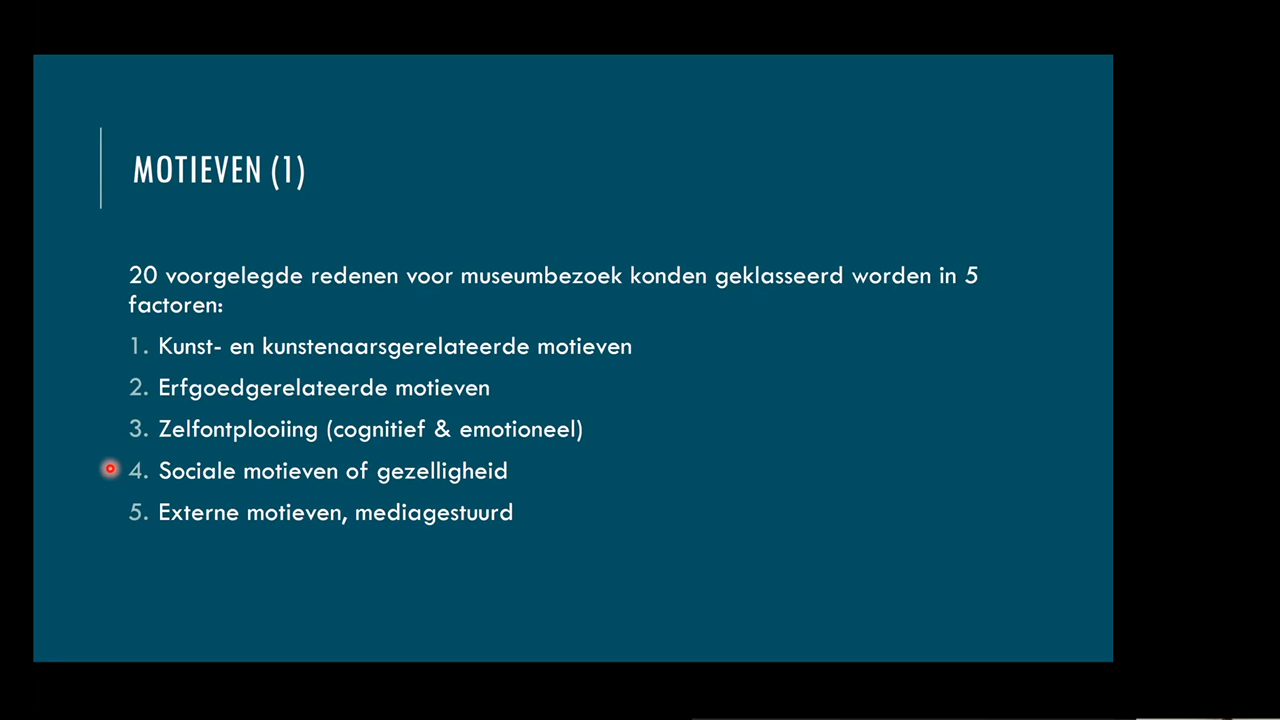 MOTIEVEN (1)
20 voorgelegde redenen voor museumbezoek konden geklasseerd worden in 5
factoren:
1. Kunst- en kunstenaarsgerelateerde motieven
2. Erfgoedgerelateerde motieven
3. Zelfontplooiing (cognitief & emotioneel)
4. Sociale motieven of gezelligheid
5. Externe motieven, mediagestuurd